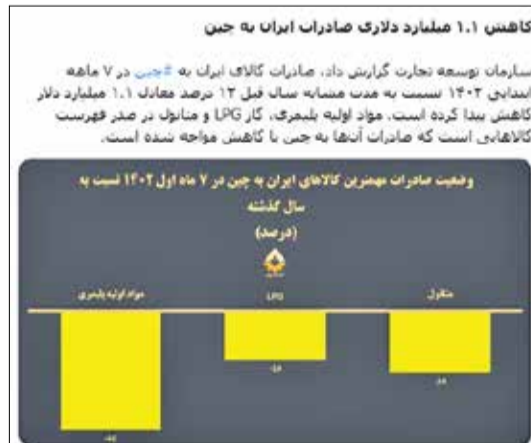 کاهش ۱.۱ میلیارد دلاری صادرات ایران به چین
سازمان توسعه تجارت گزارش داد، صادرات کالای ایران به #چین در ۷ ماهه
ابتدایی ۱۴۰۲ نسبت به مدت مشابه سال قبل ۱۲ درصد معادل ۱.۱ میلیارد دلار
کاهش پیدا کرده است. مواد اولیه پلیمری، گاز LPG و متانول در صدر فهرست
کالاهایی است که صادرات آن‌ها به چین با کاهش مواجه شده است.
وضعیت صادرات مهمترین کالاهای ایران به چین در ۷ ماه اول ۱۴۰۲ نسبت به
سال گذشته
(درصد)
مواد اولیه پلیمری LPG متانول